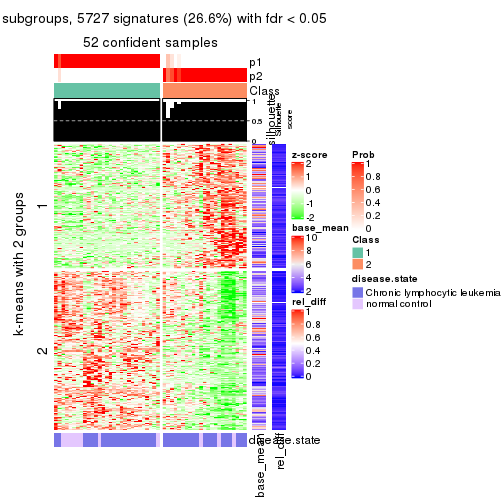 subgroups, 5727 signatures (26.6%) with fdr < 0.05
52 confident samples
p1
p2
Class
silhouette
Silhouette
score
1
0.5
0
k-means with 2 groups
1
2
z-score
2
1
0
-1
-2
base_mean
10
8
6
4
2
rel_diff
1
0.8
0.6
0.4
0.2
0
Prob
1
0.8
0.6
0.4
0.2
0
Class
1
2
disease.state
Chronic lymphocytic leukemia
normal control
disease.state
base_mean
rel_diff